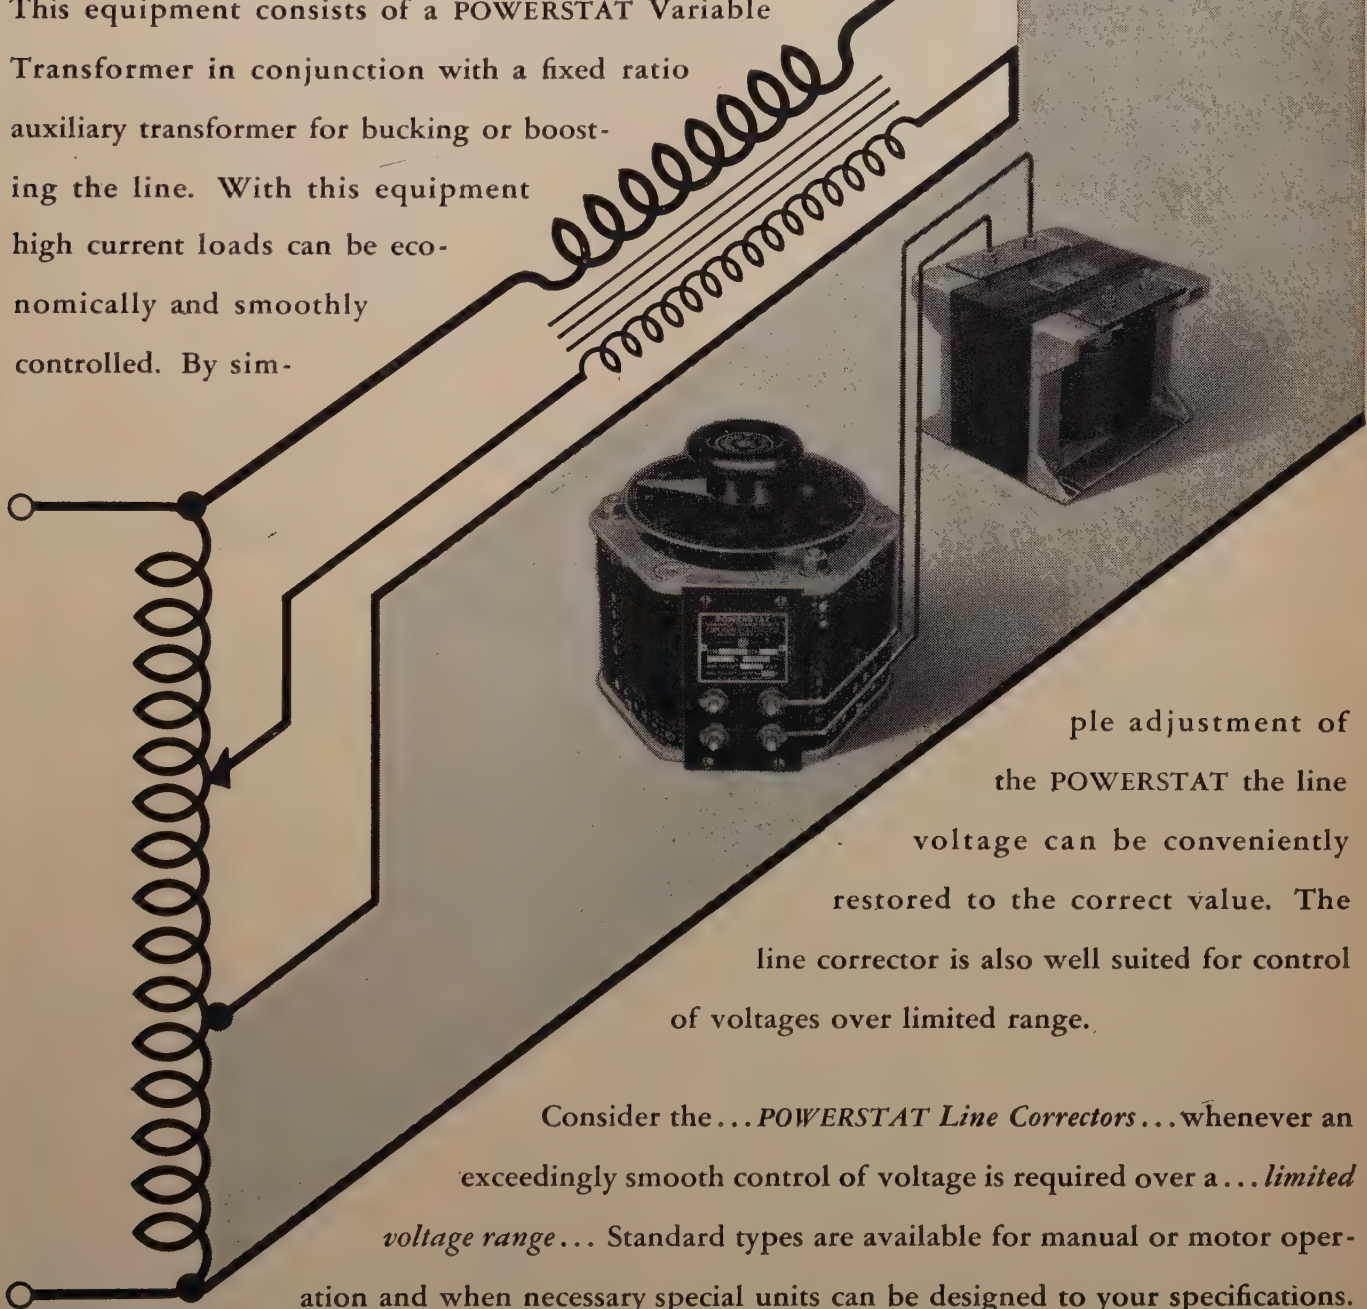 This equipment consists of a POWERSTAT Variable
Transformer in conjunction with a fixed ratio
auxiliary transformer for bucking or boost-
ing the line. With this equipment
high current loads can be eco-
nomically and smoothly
controlled. By sim-
POWERSTAT
ple adjustment of
the POWERSTAT the line
voltage can be conveniently
restored to the correct value. The
line corrector is also well suited for control
of voltages over limited range.
Consider the...POWERSTAT Line Correctors...whenever an
exceedingly smooth control of voltage is required over a...limited
voltage range... Standard types are available for manual or motor oper-
ation and when necessary special units can be designed to your specifications.